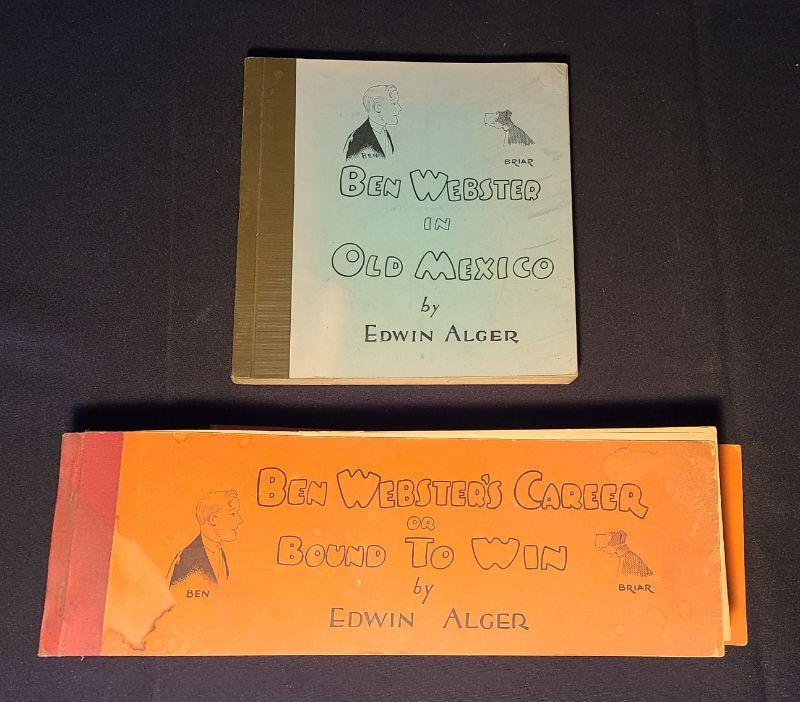 BEN
BRIAR
BEN WEBSTER
IN
OLD MEXICO
by
EDWIN ALGER
BEN WEBSTER'S CAREER
OR
BOUND TO WIN
by
EDWIN ALGER
BEN
BRIAR